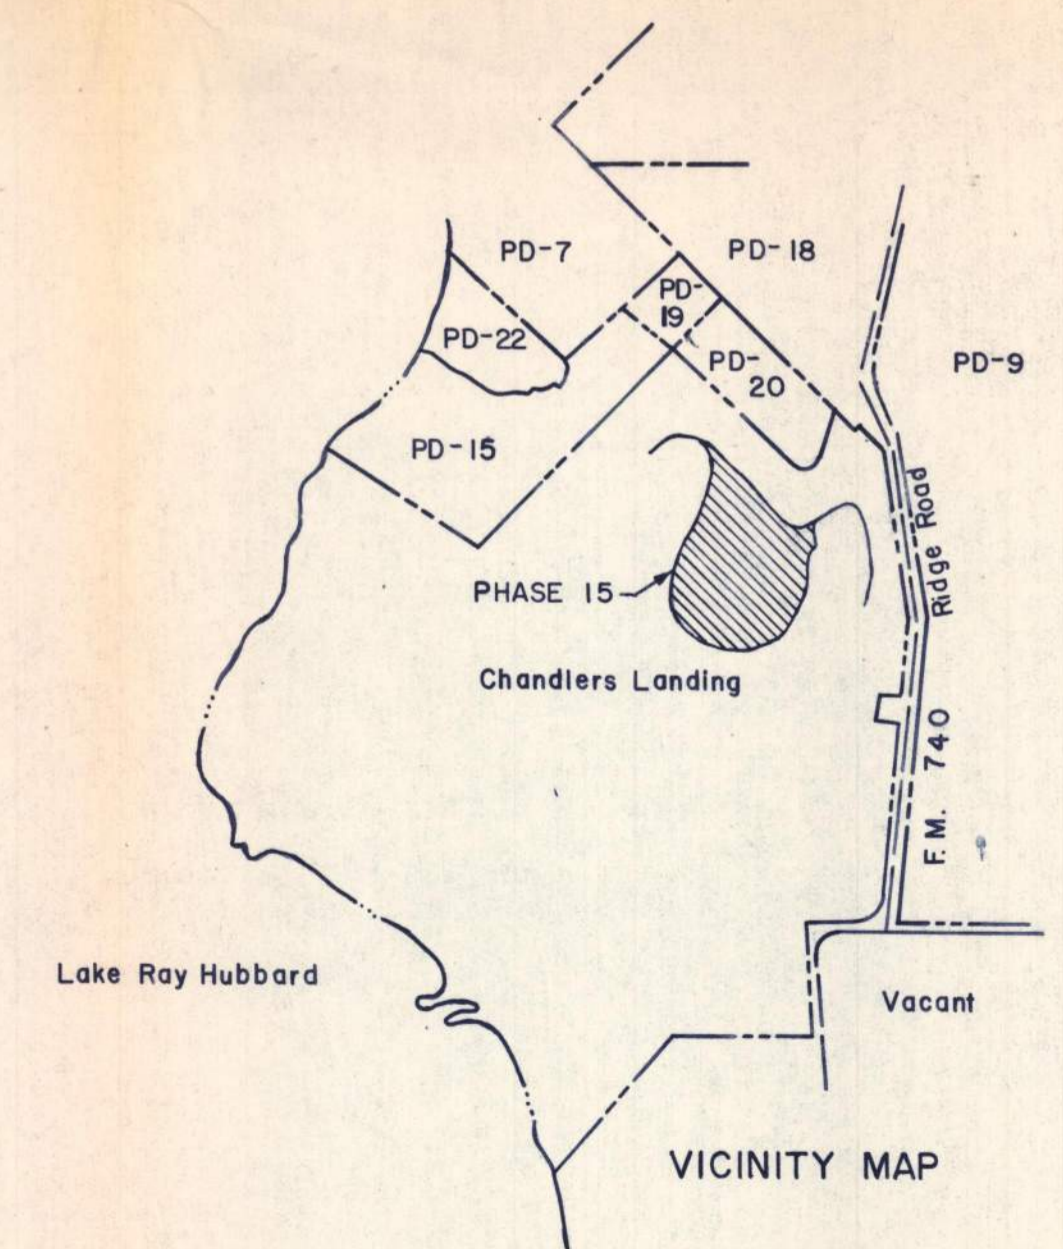 PD-7
PD-18
PD-
19
PD-22
PD-
20
PD-9
PD-15
Ridge Road
PHASE 15
Chandlers Landing
F.M. 740
Lake Ray Hubbard
Vacant
VICINITY MAP